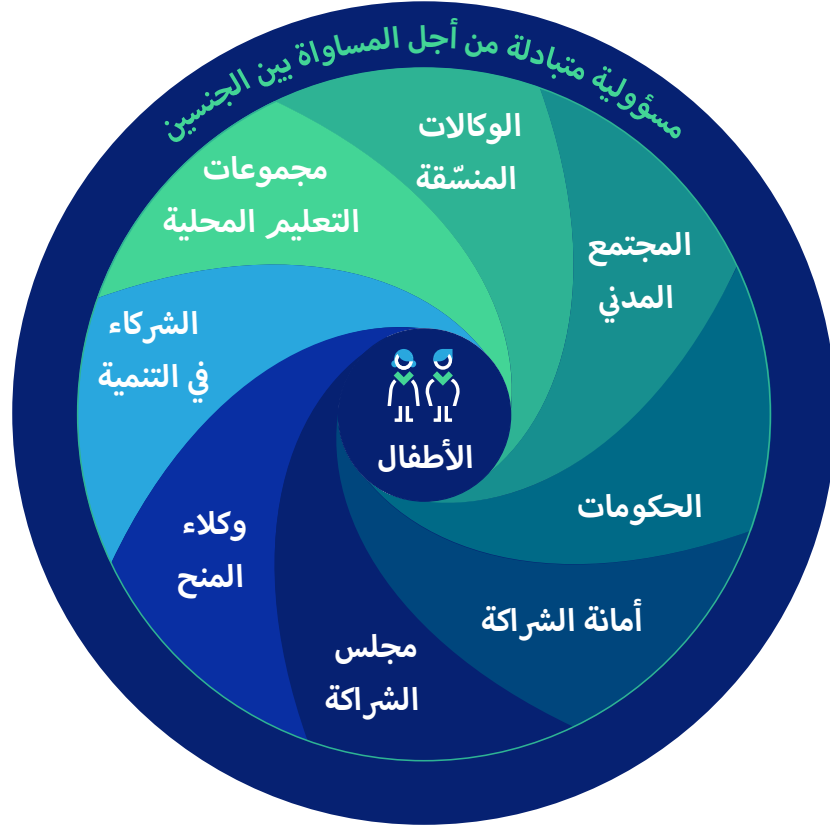 مسؤولية متبادلة من أجل المساواة بين الجنسين
الوكالات
المنسّقة
المجتمع
المدني
الحكومات
أمانة الشراكة
مجلس
الشراكة
وكلاء
المنح
الشركاء
في التنمية
مجموعات
التعليم المحلية
الأطفال